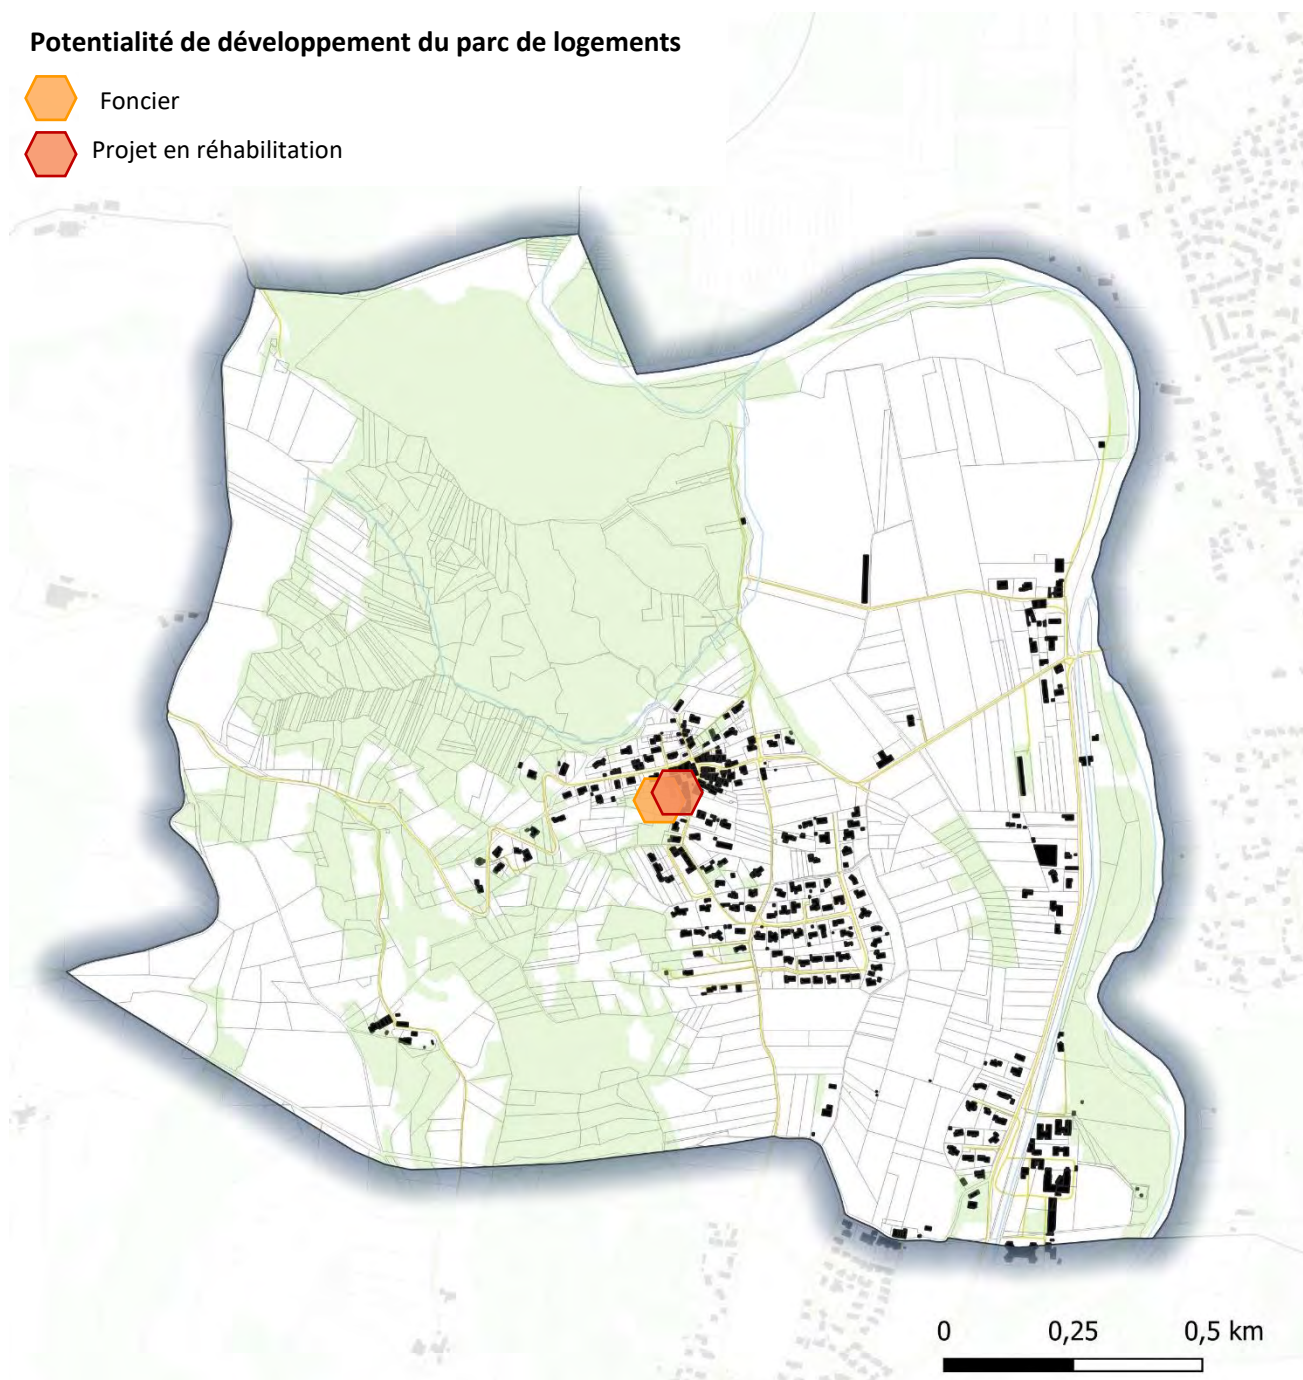 Potentialité de développement du parc de logements
Foncier
Projet en réhabilitation
0 0,25 0,5 km